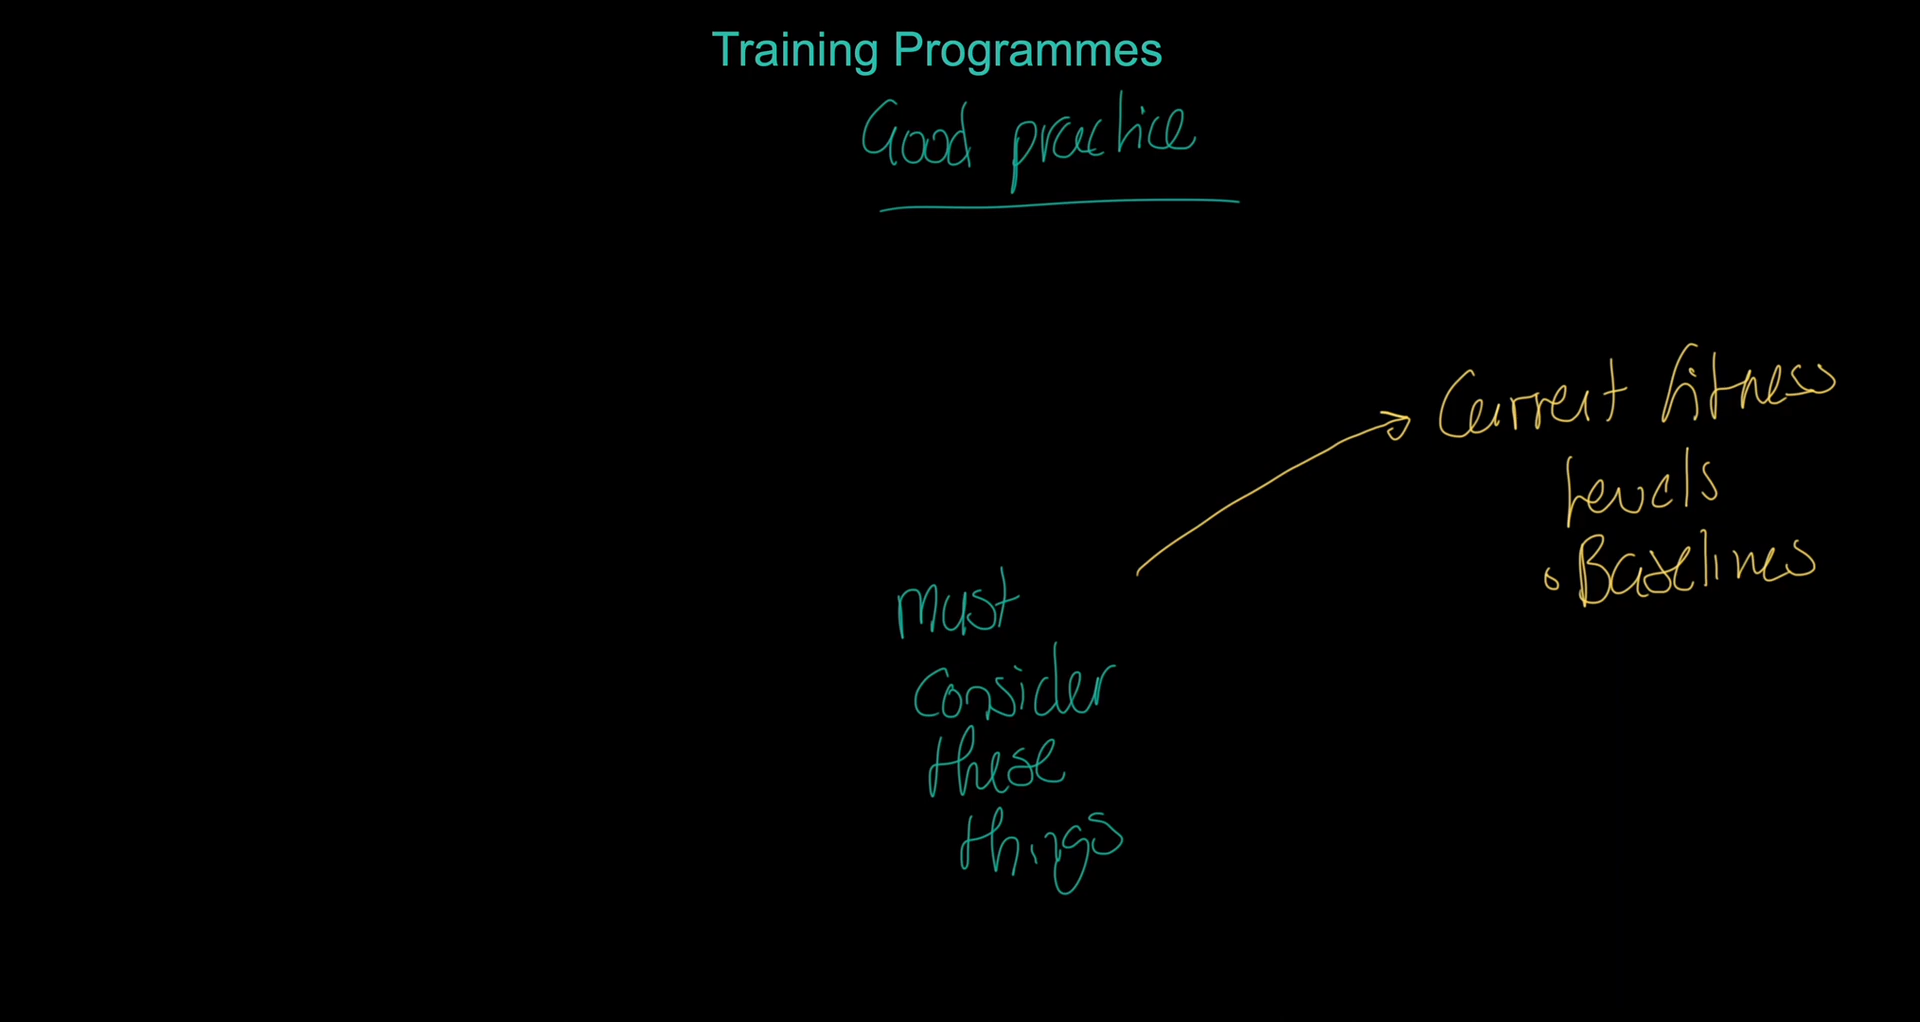 Training Programmes
Good practice
Current fitness
levels
• Baselines
must
Consider
these
things